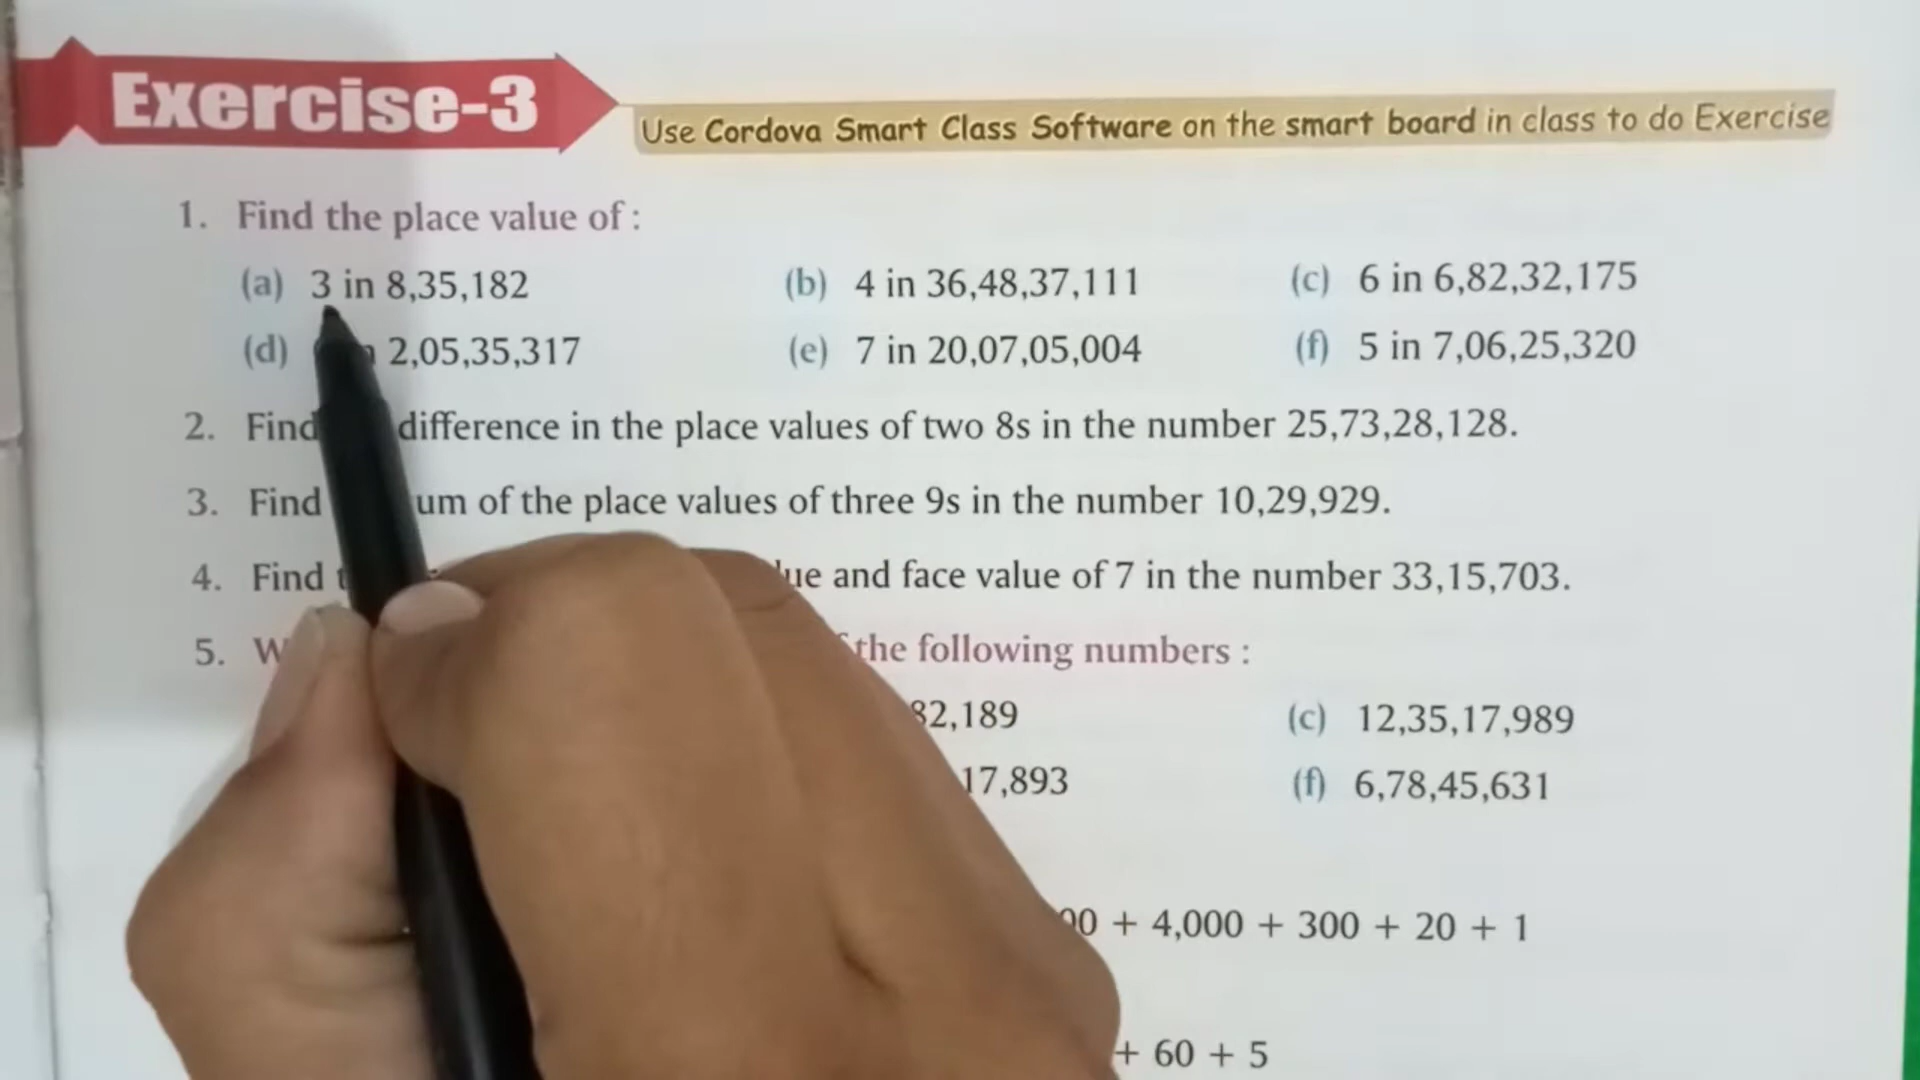 Exercise-3
Use Cordova Smart Class Software on the smart board in class to do Exercise
1. Find the place value of :
(a) 3 in 8,35,182 (b) 4 in 36,48,37,111 (c) 6 in 6,82,32,175
(d) 2,05,35,317 (e) 7 in 20,07,05,004 (f) 5 in 7,06,25,320
2. Find difference in the place values of two 8s in the number 25,73,28,128.
3. Find of the place values of three 9s in the number 10,29,929.
4. Find and face value of 7 in the number 33,15,703.
5. the following numbers :
82,189 (c) 12,35,17,989
17,893 (f) 6,78,45,631
+ 4,000 + 300 + 20 + 1
+ 60 + 5